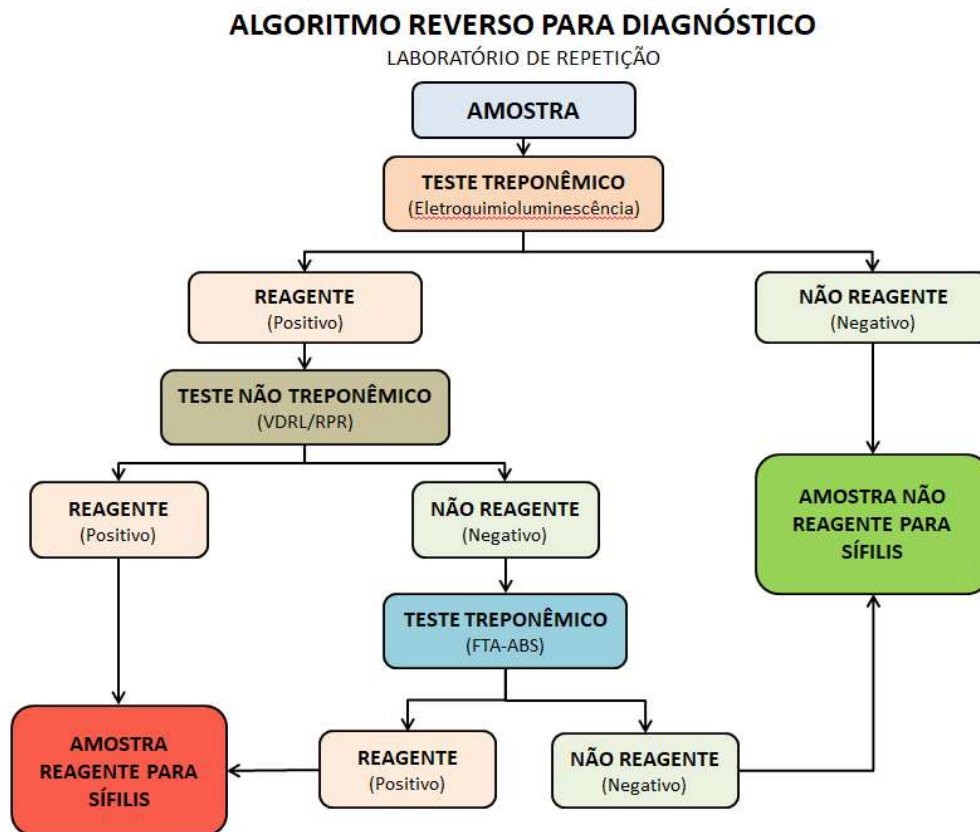 ALGORITMO REVERSO PARA DIAGNÓSTICO
LABORATÓRIO DE REPETIÇÃO
AMOSTRA
TESTE TREPONÊMICO
(Eletroquimioluminescência)
REAGENTE
(Positivo)
NÃO REAGENTE
(Negativo)
TESTE NÃO TREPONÊMICO
(VDRL/RPR)
REAGENTE
(Positivo)
NÃO REAGENTE
(Negativo)
AMOSTRA NÃO
REAGENTE PARA
SÍFILIS
TESTE TREPONÊMICO
(FTA-ABS)
AMOSTRA
REAGENTE PARA
SÍFILIS
REAGENTE
(Positivo)
NÃO REAGENTE
(Negativo)